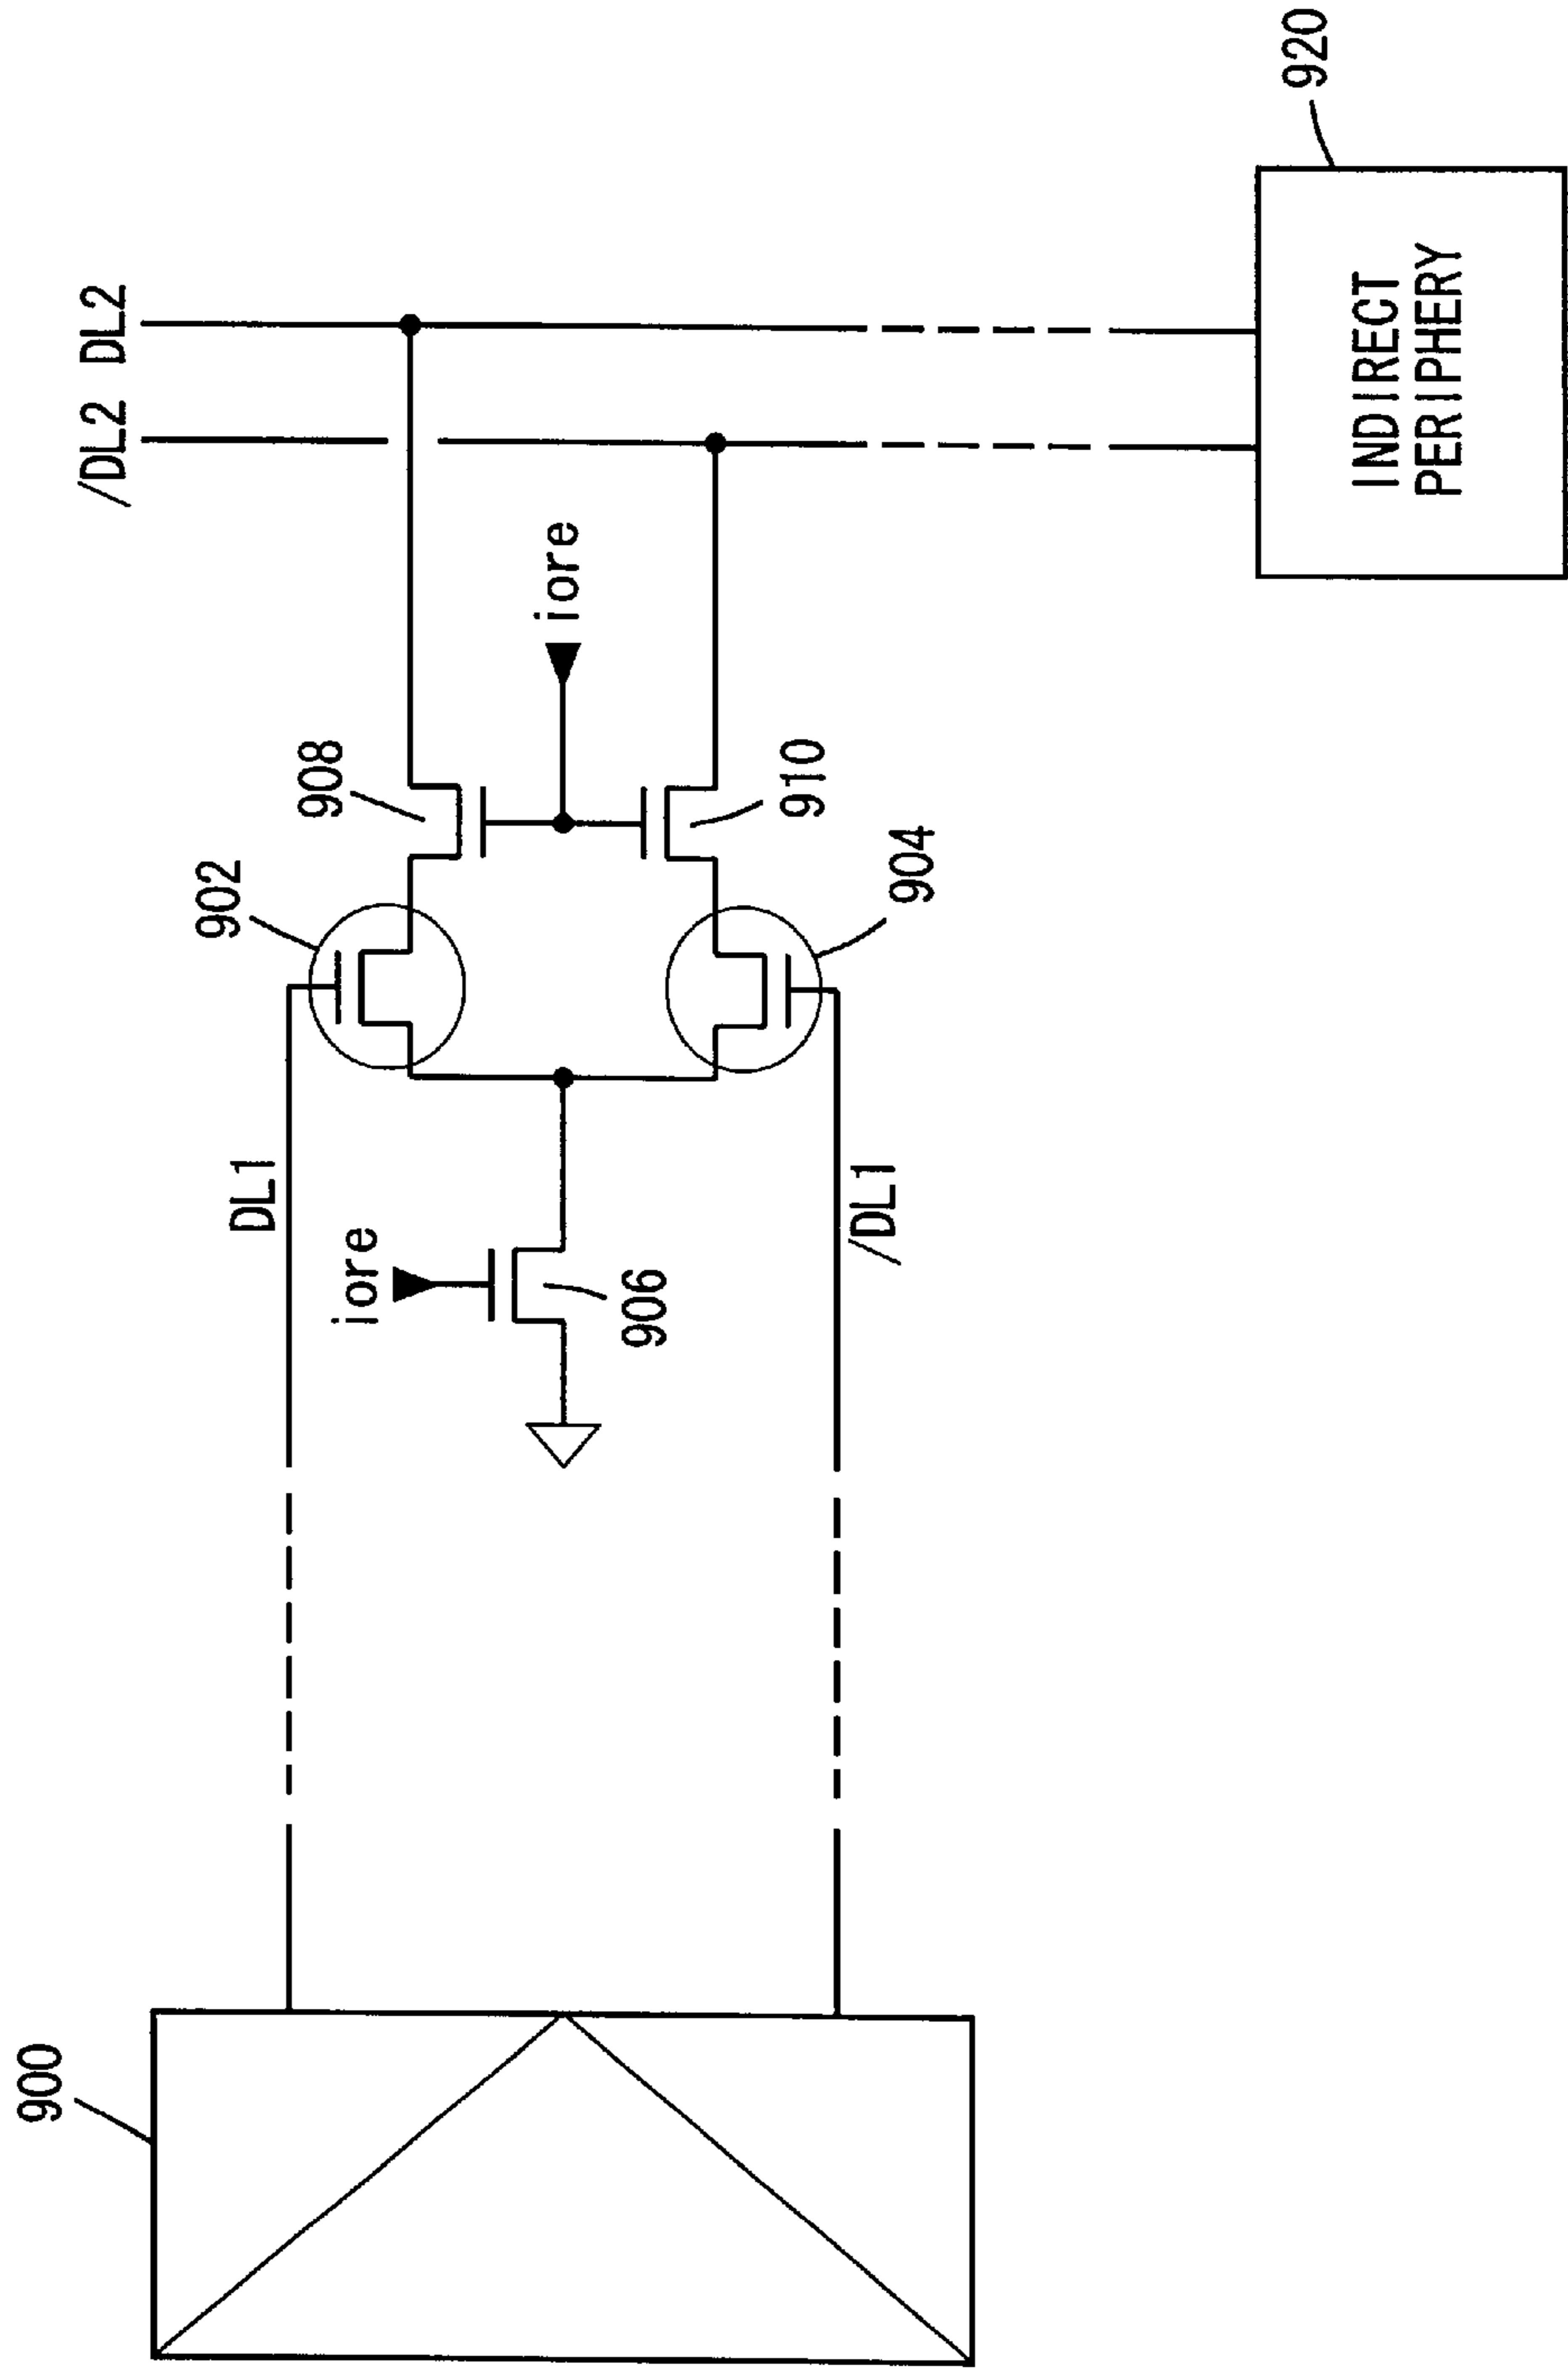 900
DL1
iore
906
/DL1
902
904
908
910
iore
/DL2 DL2
INDIRECT
PERIPHERY
920